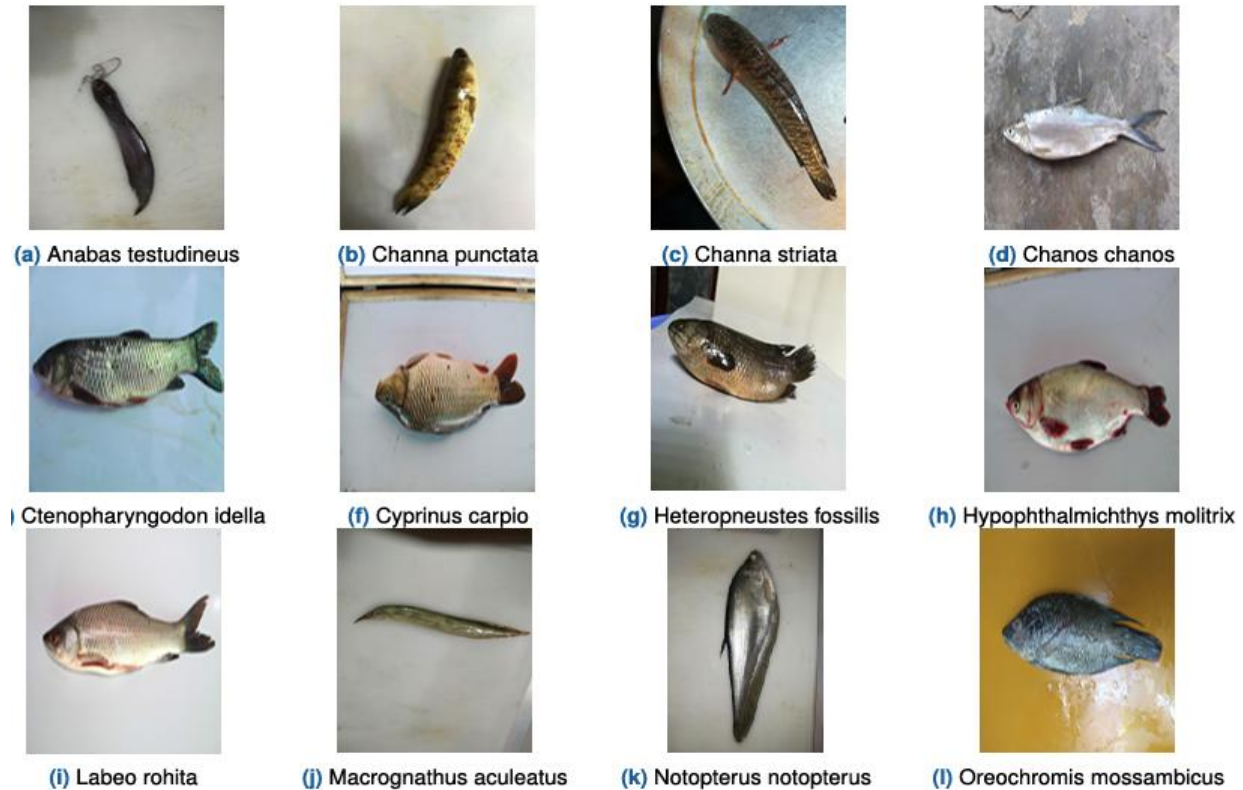 (a) Anabas testudineus
(b) Channa punctata
(c) Channa striata
(d) Chanos chanos
) Ctenopharyngodon idella
(f) Cyprinus carpio
(g) Heteropneustes fossilis
(h) Hypophthalmichthys molitrix
(i) Labeo rohita
(j) Macrognathus aculeatus
(k) Notopterus notopterus
(l) Oreochromis mossambicus